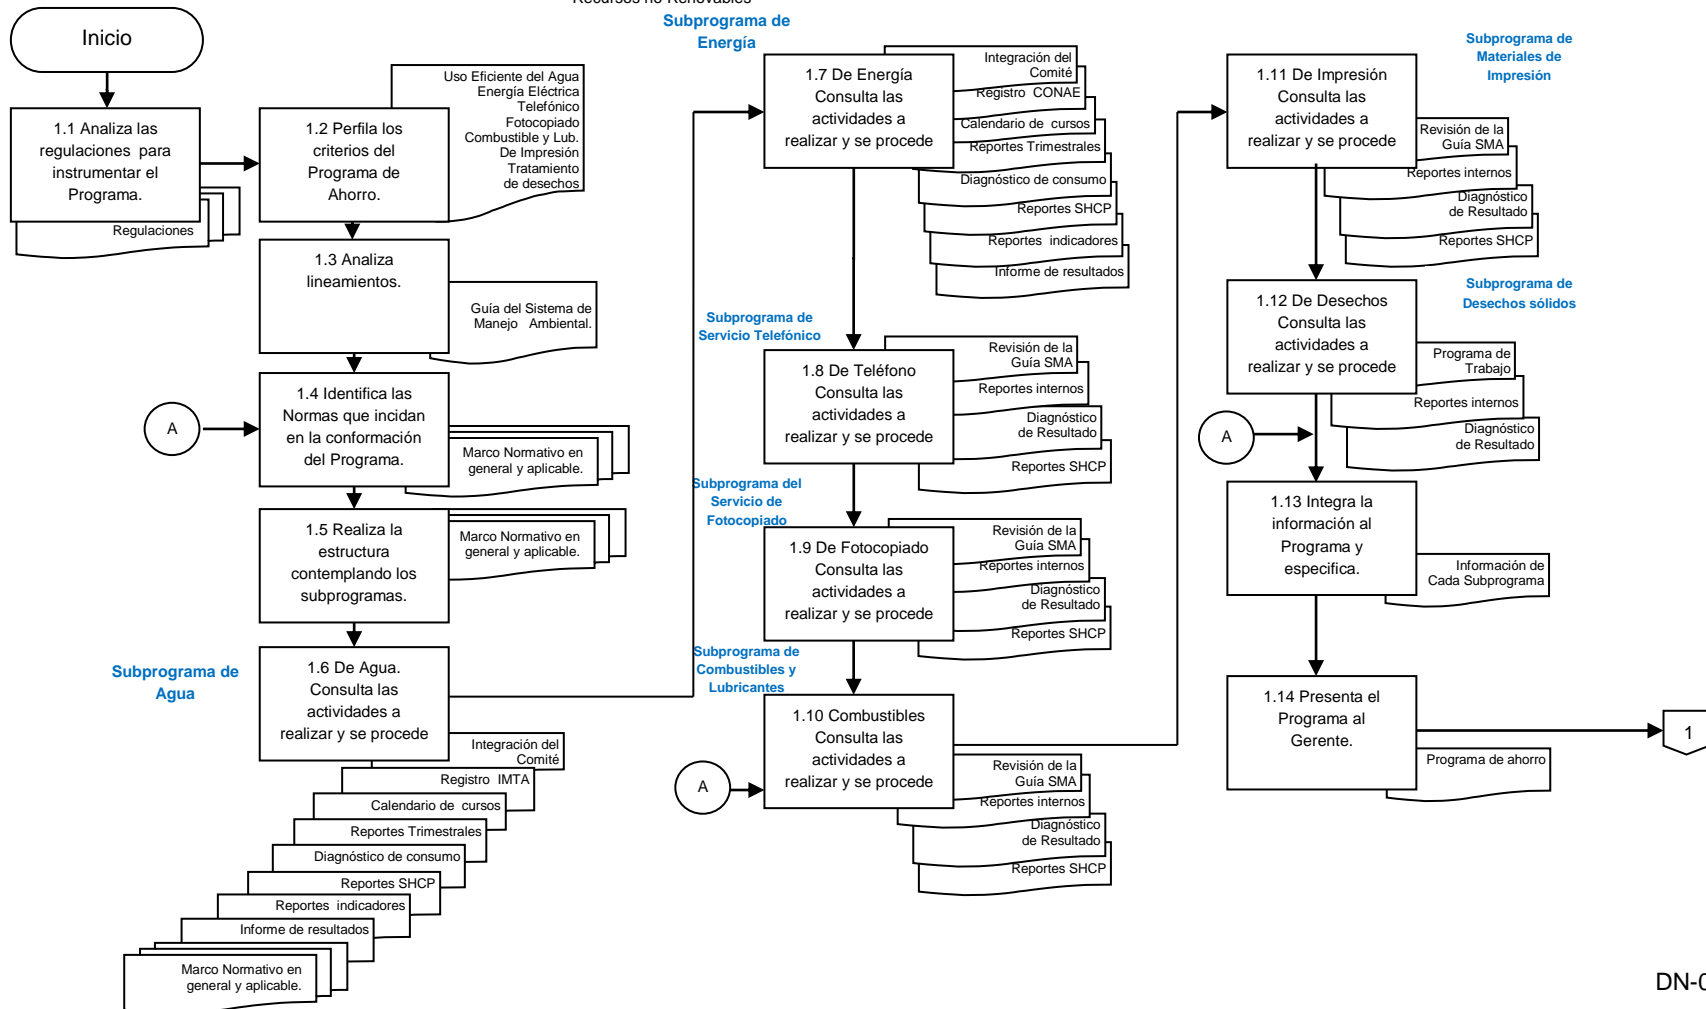 Recursos no Renovables
Inicio
1.1 Analiza las
regulaciones para
instrumentar el
Programa.
Regulaciones
1.2 Perfila los
criterios del
Programa de
Ahorro.
Uso Eficiente del Agua
Energía Eléctrica
Telefónico
Fotocopiado
Combustible y Lub.
De Impresión
Tratamiento
de desechos
1.3 Analiza
lineamientos.
Guía del Sistema de
Manejo Ambiental.
A
1.4 Identifica las
Normas que incidan
en la conformación
del Programa.
Marco Normativo en
general y aplicable.
1.5 Realiza la
estructura
contemplando los
subprogramas.
Marco Normativo en
general y aplicable.
Subprograma de
Agua
1.6 De Agua.
Consulta las
actividades a
realizar y se procede
Integración del
Comité
Registro IMTA
Calendario de cursos
Reportes Trimestrales
Diagnóstico de consumo
Reportes SHCP
Reportes indicadores
Informe de resultados
Marco Normativo en
general y aplicable.
Subprograma de
Energía
1.7 De Energía
Consulta las
actividades a
realizar y se procede
Integración del
Comité
Registro CONAE
Calendario de cursos
Reportes Trimestrales
Diagnóstico de consumo
Reportes SHCP
Reportes indicadores
Informe de resultados
Subprograma de
Servicio Telefónico
1.8 De Teléfono
Consulta las
actividades a
realizar y se procede
Revisión de la
Guía SMA
Reportes internos
Diagnóstico
de Resultado
Reportes SHCP
Subprograma del
Servicio de
Fotocopiado
1.9 De Fotocopiado
Consulta las
actividades a
realizar y se procede
Revisión de la
Guía SMA
Reportes internos
Diagnóstico
de Resultado
Reportes SHCP
Subprograma de
Combustibles y
Lubricantes
1.10 Combustibles
Consulta las
actividades a
realizar y se procede
A
Revisión de la
Guía SMA
Reportes internos
Diagnóstico
de Resultado
Reportes SHCP
Subprograma de
Materiales de
Impresión
1.11 De Impresión
Consulta las
actividades a
realizar y se procede
Revisión de la
Guía SMA
Reportes internos
Diagnóstico
de Resultado
Reportes SHCP
Subprograma de
Desechos sólidos
1.12 De Desechos
Consulta las
actividades a
realizar y se procede
Programa de
Trabajo
Reportes internos
Diagnóstico
de Resultado
A
1.13 Integra la
información al
Programa y
especifica.
Información de
Cada Subprograma
1.14 Presenta el
Programa al
Gerente.
Programa de ahorro
1
DN-0